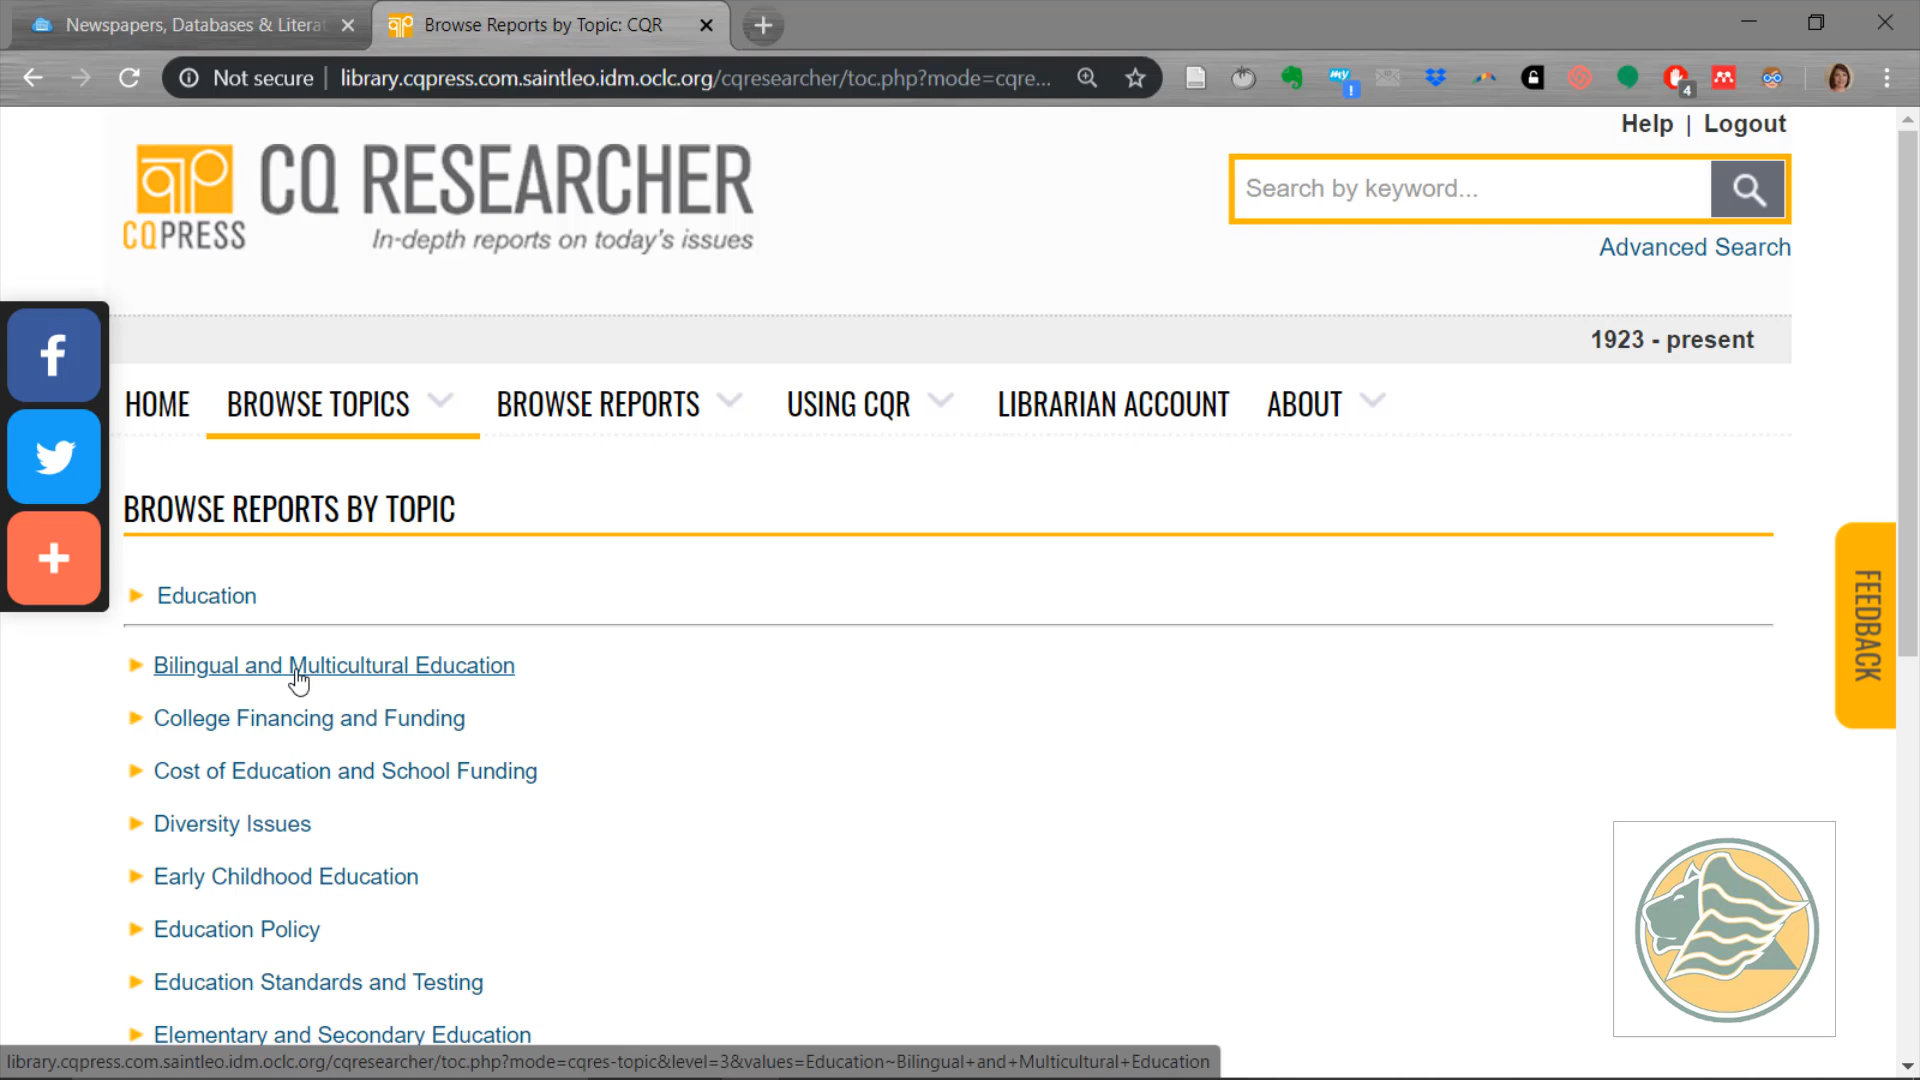 Newspapers, Databases & Litera
Browse Reports by Topic: CQR
Not secure | library.cqpress.com.saintleo.idm.oclc.org/cqresearcher/toc.php?mode=cqre...
my
!
4
Help | Logout
CQPRESS
CQ RESEARCHER
In-depth reports on today's issues
Search by keyword...
Advanced Search
1923 - present
HOME BROWSE TOPICS BROWSE REPORTS USING CQR LIBRARIAN ACCOUNT ABOUT
BROWSE REPORTS BY TOPIC
Education
Bilingual and Multicultural Education
College Financing and Funding
Cost of Education and School Funding
Diversity Issues
Early Childhood Education
Education Policy
Education Standards and Testing
Elementary and Secondary Education
FEEDBACK
library.cqpress.com.saintleo.idm.oclc.org/cqresearcher/toc.php?mode=cqres-topic&level=3&values=Education~Bilingual+and+Multicultural+Education